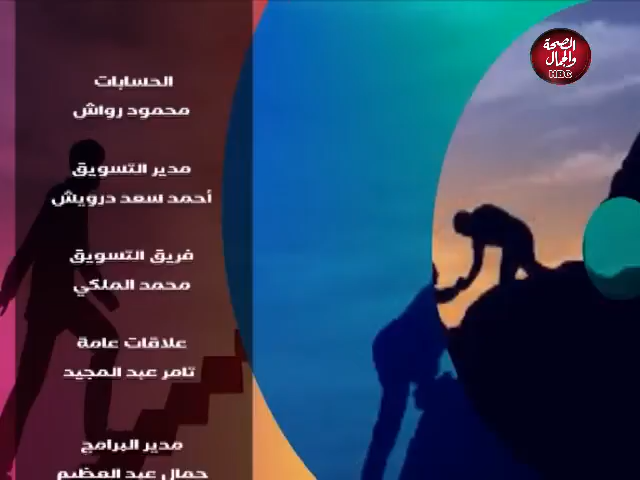 الصحة
والجمال
HBC
الحسابات
محمود رواش
مدير التسويق
أحمد سعد درويش
فريق التسويق
محمد الملكي
علاقات عامة
تامر عبد المجيد
مدير البرامج
جمال عبد العظيم